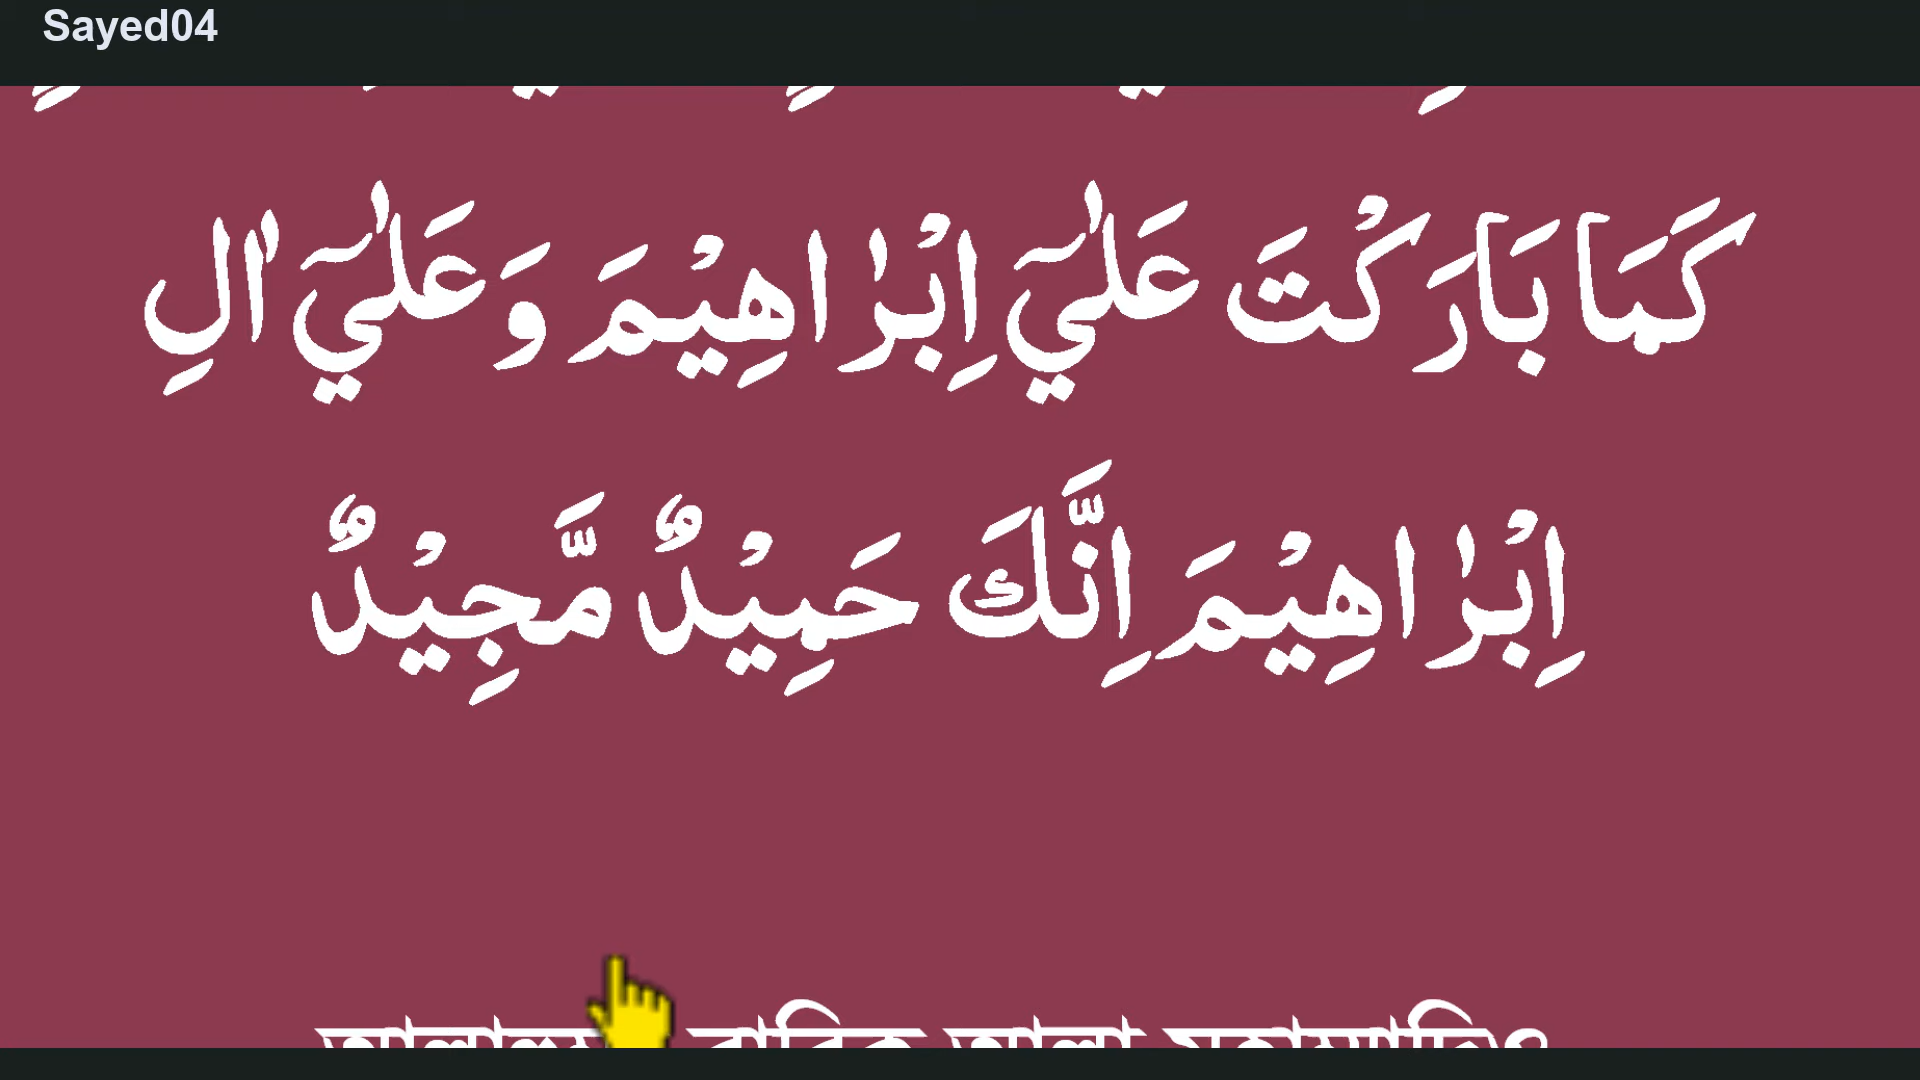 Sayed04
كَمَا بَارَكْتَ عَلٰيٓ اِبْرٰاهِيْمَ وَعَلٰيٓ اٰلِ
اِبْرٰاهِيْمَ اِنَّكَ حَمِيْدٌ مَّجِيْدٌ